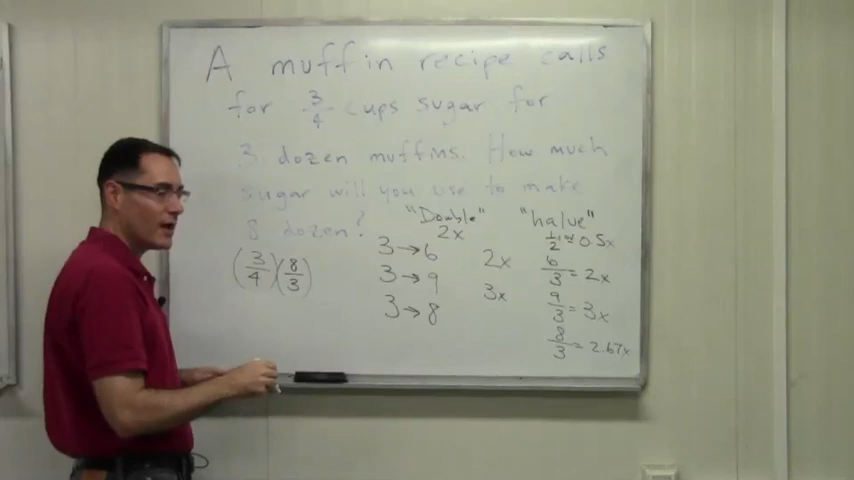 A muffin recipe calls
for 3/4 cups sugar for
3 dozen muffins. How much
sugar will you use to make
8 dozen?
"Double" "halve"
2x 1/2 = 0.5x
(3/4)(8/3)
3→6 2x 6/3 = 2x
3→9 3x 9/3 = 3x
3→8 8/3 = 2.67x